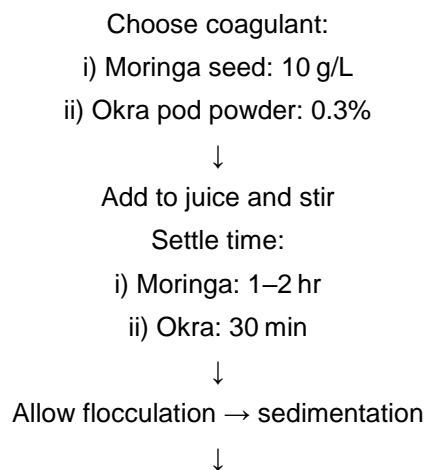 Choose coagulant:
i) Moringa seed: 10 g/L
ii) Okra pod powder: 0.3%
↓
Add to juice and stir
Settle time:
i) Moringa: 1–2 hr
ii) Okra: 30 min
↓
Allow flocculation → sedimentation
↓